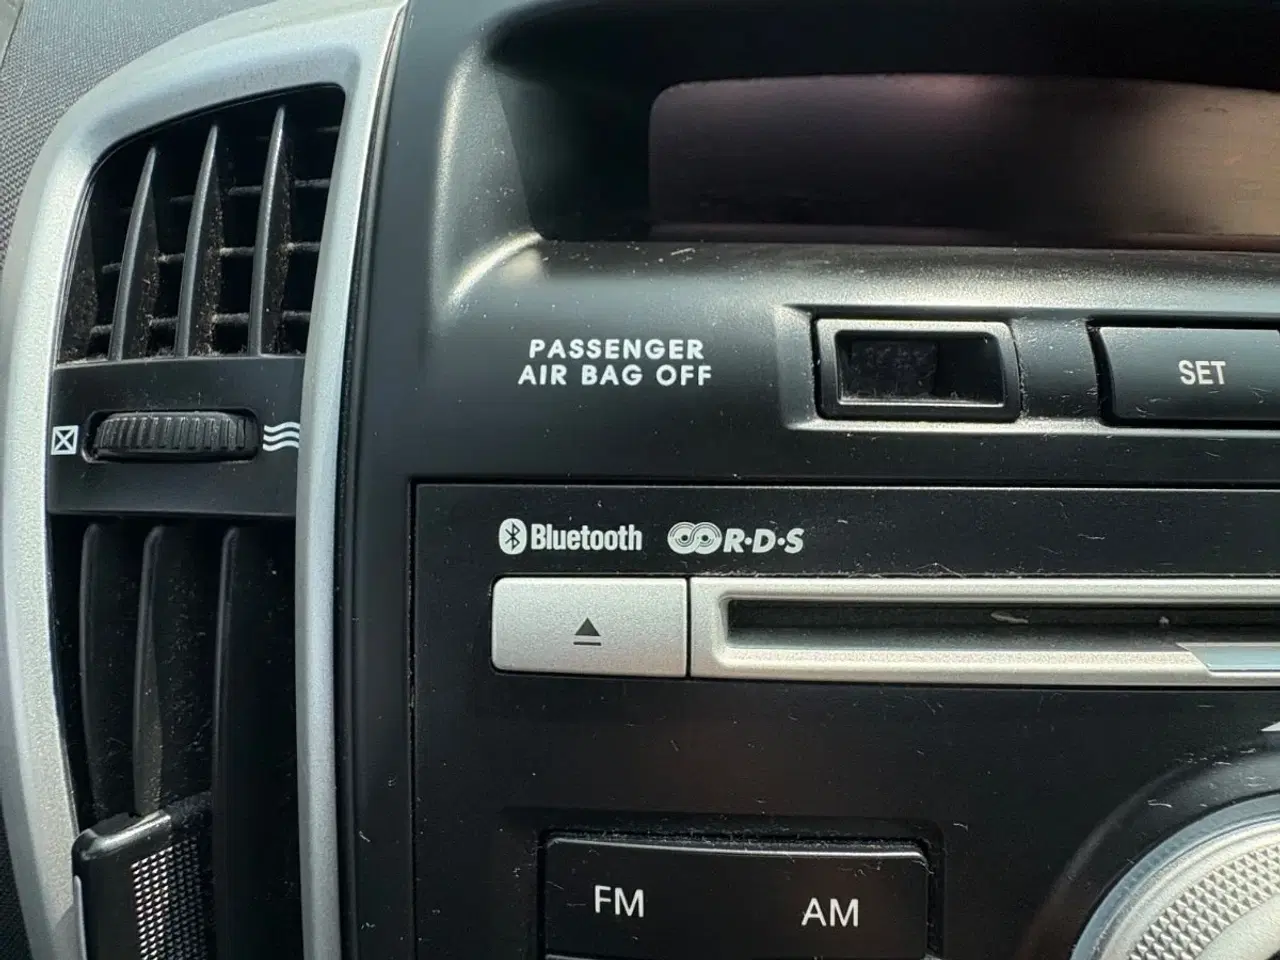 PASSENGER
AIR BAG OFF
SET
Bluetooth R·D·S
FM AM